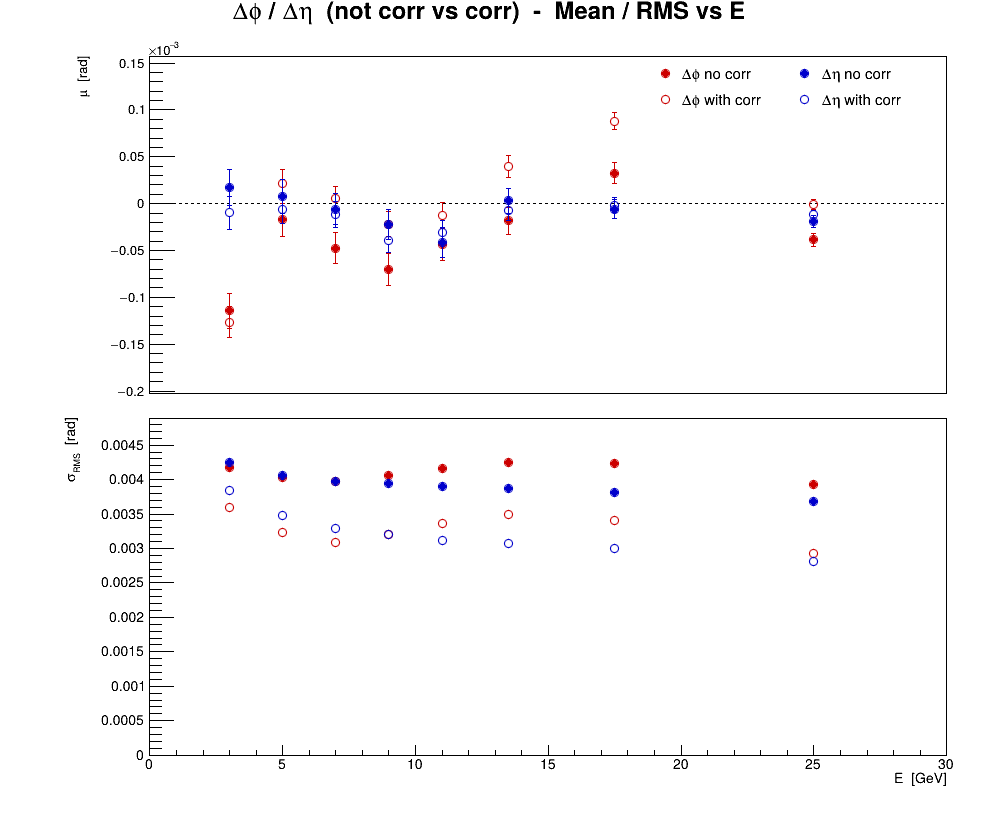 Δϕ / Δη (not corr vs corr) - Mean / RMS vs E
×10⁻³
μ [rad]
Δϕ no corr
Δη no corr
Δϕ with corr
Δη with corr
0.15
0.1
0.05
0
−0.05
−0.1
−0.15
−0.2
σRMS [rad]
0.0045
0.004
0.0035
0.003
0.0025
0.002
0.0015
0.001
0.0005
0
0 5 10 15 20 25 30
E [GeV]